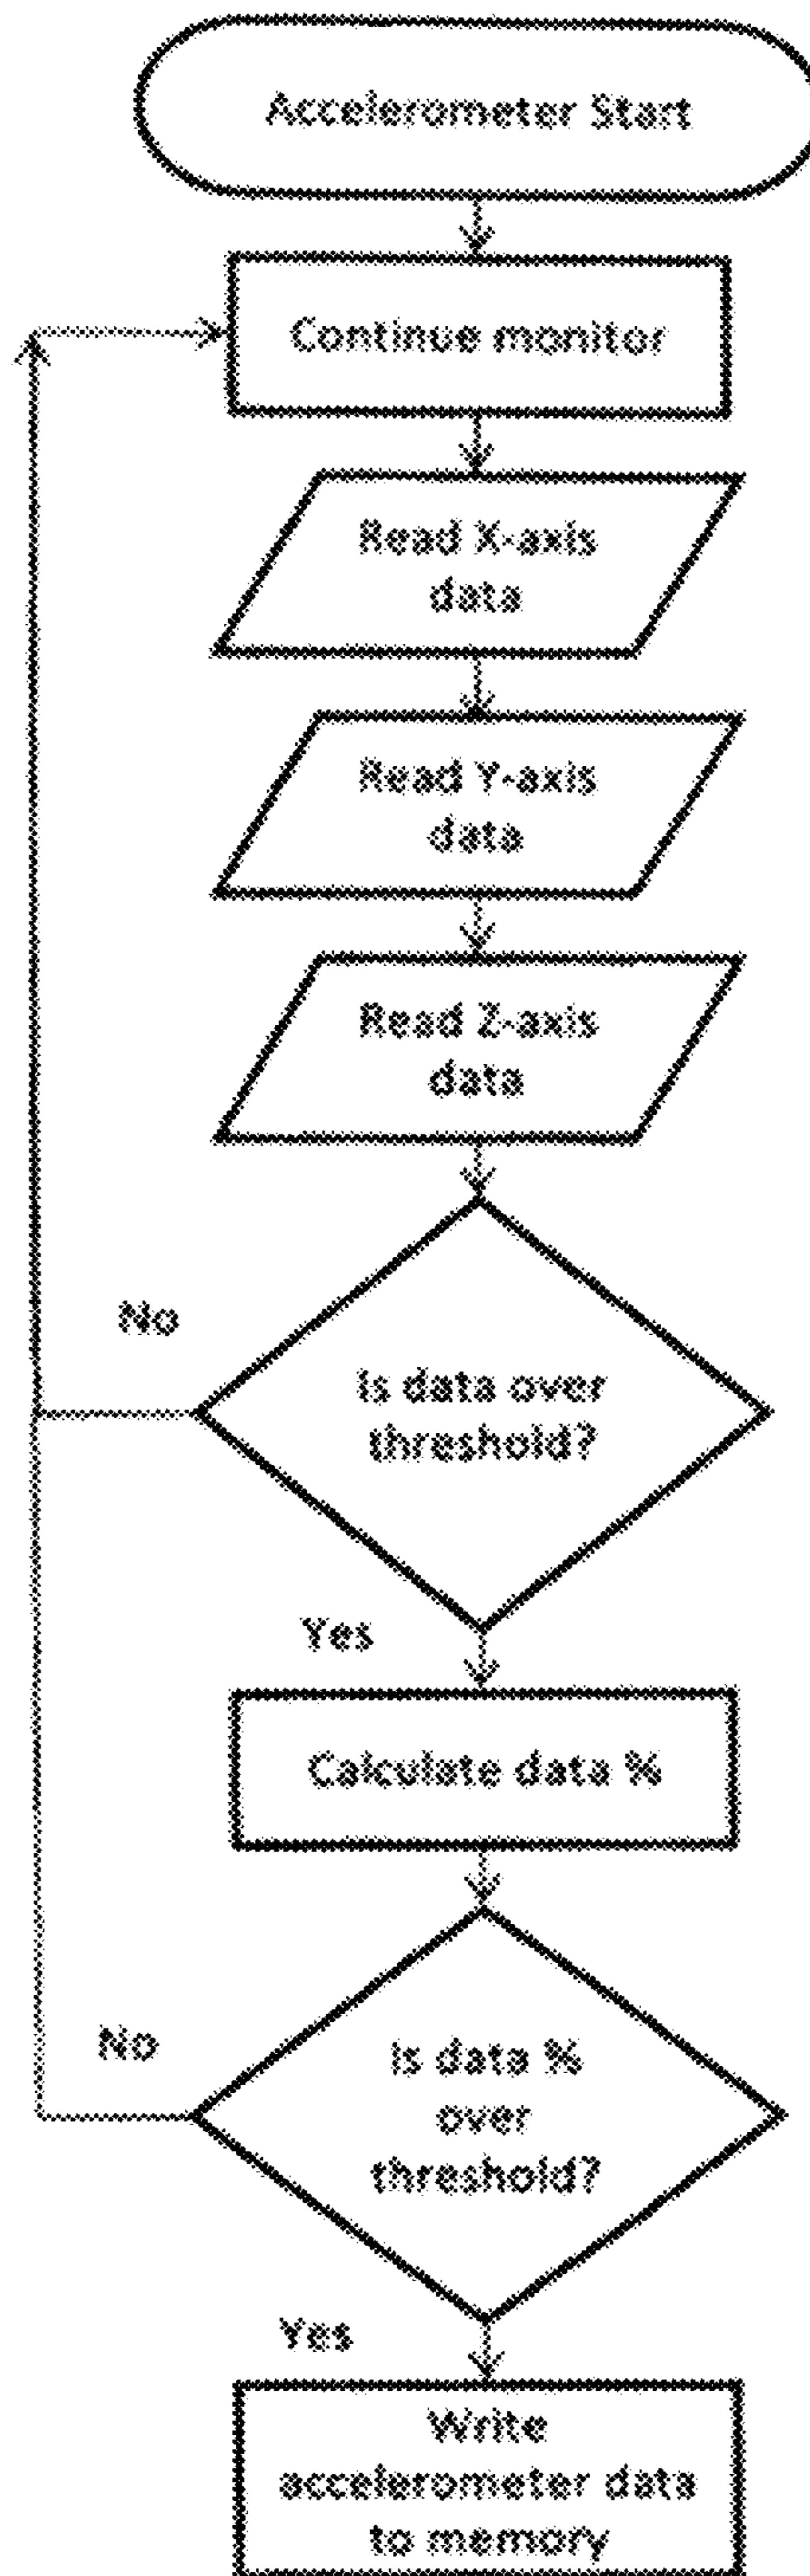 Accelerometer Start
Continue monitor
Read X-axis
data
Read Y-axis
data
Read Z-axis
data
No
Is data over
threshold?
Yes
Calculate data %
No
Is data %
over
threshold?
Yes
Write
accelerometer data
to memory